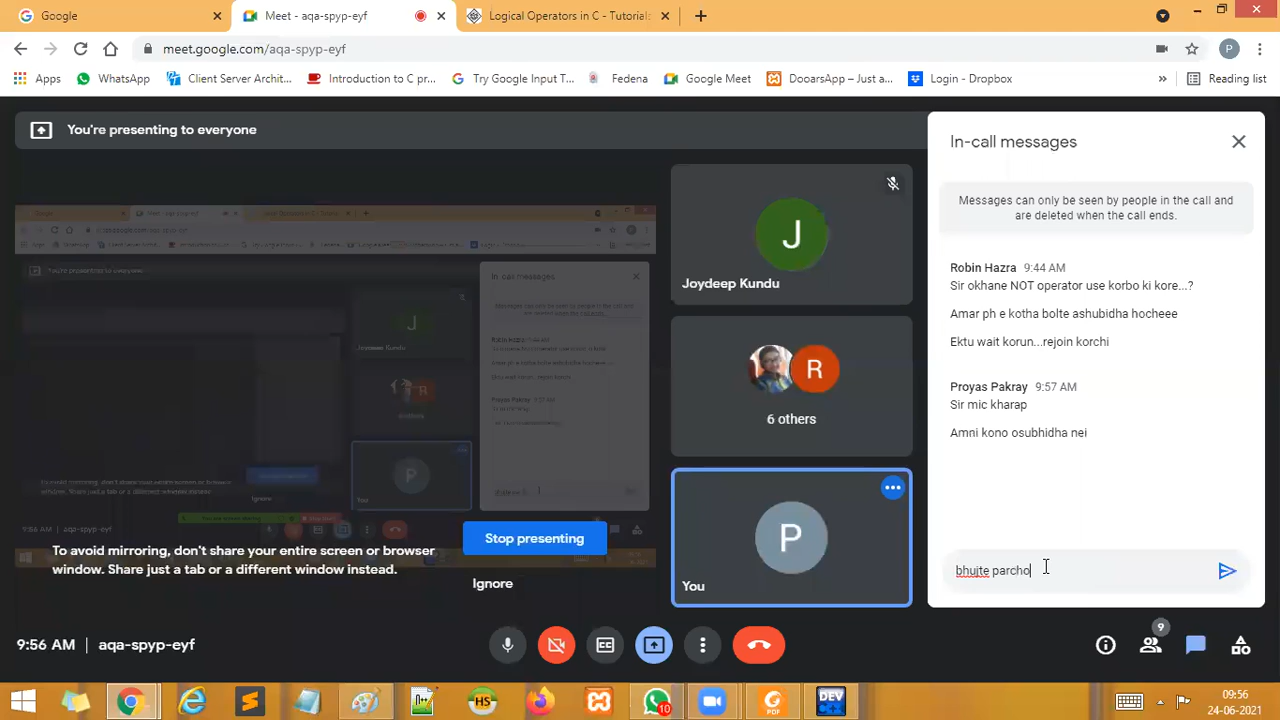 Google
Meet - aqa-spyp-eyf
Logical Operators in C - Tutorials
meet.google.com/aqa-spyp-eyf
P
Apps
WhatsApp
Client Server Archit...
Introduction to C pr...
Try Google Input T...
Fedena
Google Meet
DooarsApp – Just a...
Login - Dropbox
»
Reading list
You're presenting to everyone
In-call messages
Messages can only be seen by people in the call and
are deleted when the call ends.
J
Joydeep Kundu
Robin Hazra 9:44 AM
Sir okhane NOT operator use korbo ki kore...?
Amar ph e kotha bolte ashubidha hocheee
Ektu wait korun...rejoin korchi
R
6 others
Proyas Pakray 9:57 AM
Sir mic kharap
Amni kono osubhidha nei
P
You
To avoid mirroring, don't share your entire screen or browser
window. Share just a tab or a different window instead.
Stop presenting
Ignore
bhujte parcho
9:56 AM | aqa-spyp-eyf
CC
9
HS
10
PDF
DEV
C++
09:56
24-06-2021